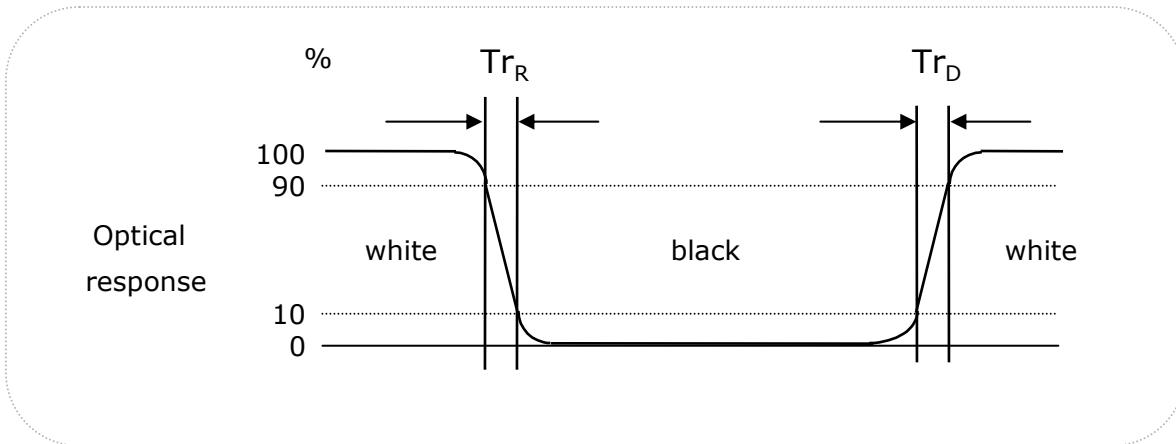 %
Tr_R
Tr_D
100
90
Optical
response
white
black
white
10
0